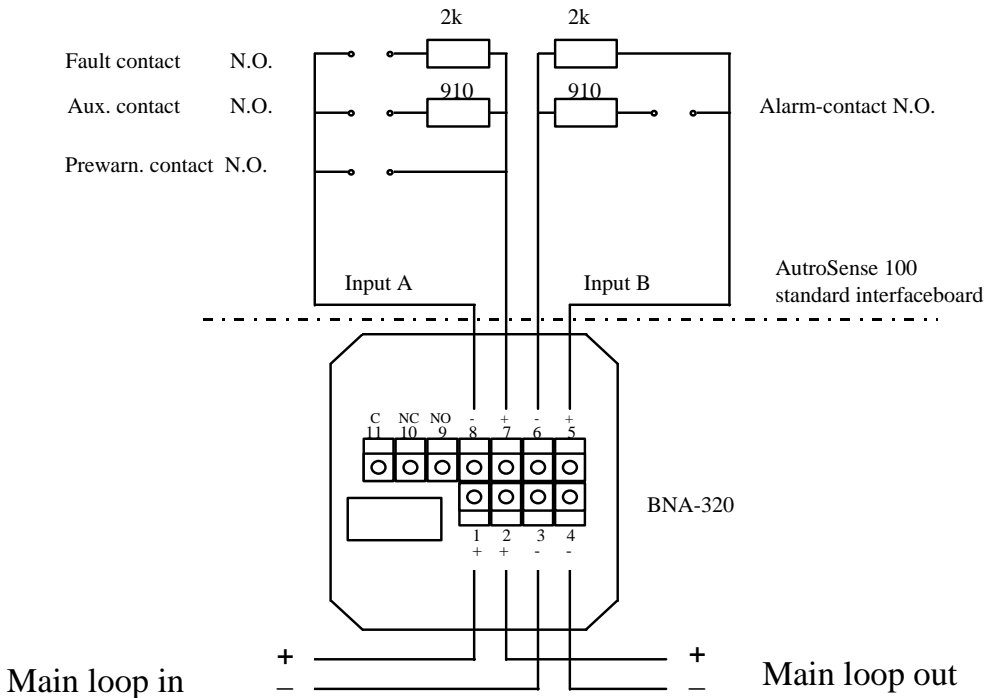 2k 2k
Fault contact N.O.
910 910
Aux. contact N.O. Alarm-contact N.O.
Prewarn. contact N.O.
Input A Input B
AutroSense 100
standard interfaceboard
C NC NO - + - +
11 10 9 8 7 6 5
BNA-320
1 2 3 4
+ + - -
+ +
Main loop in Main loop out
– –